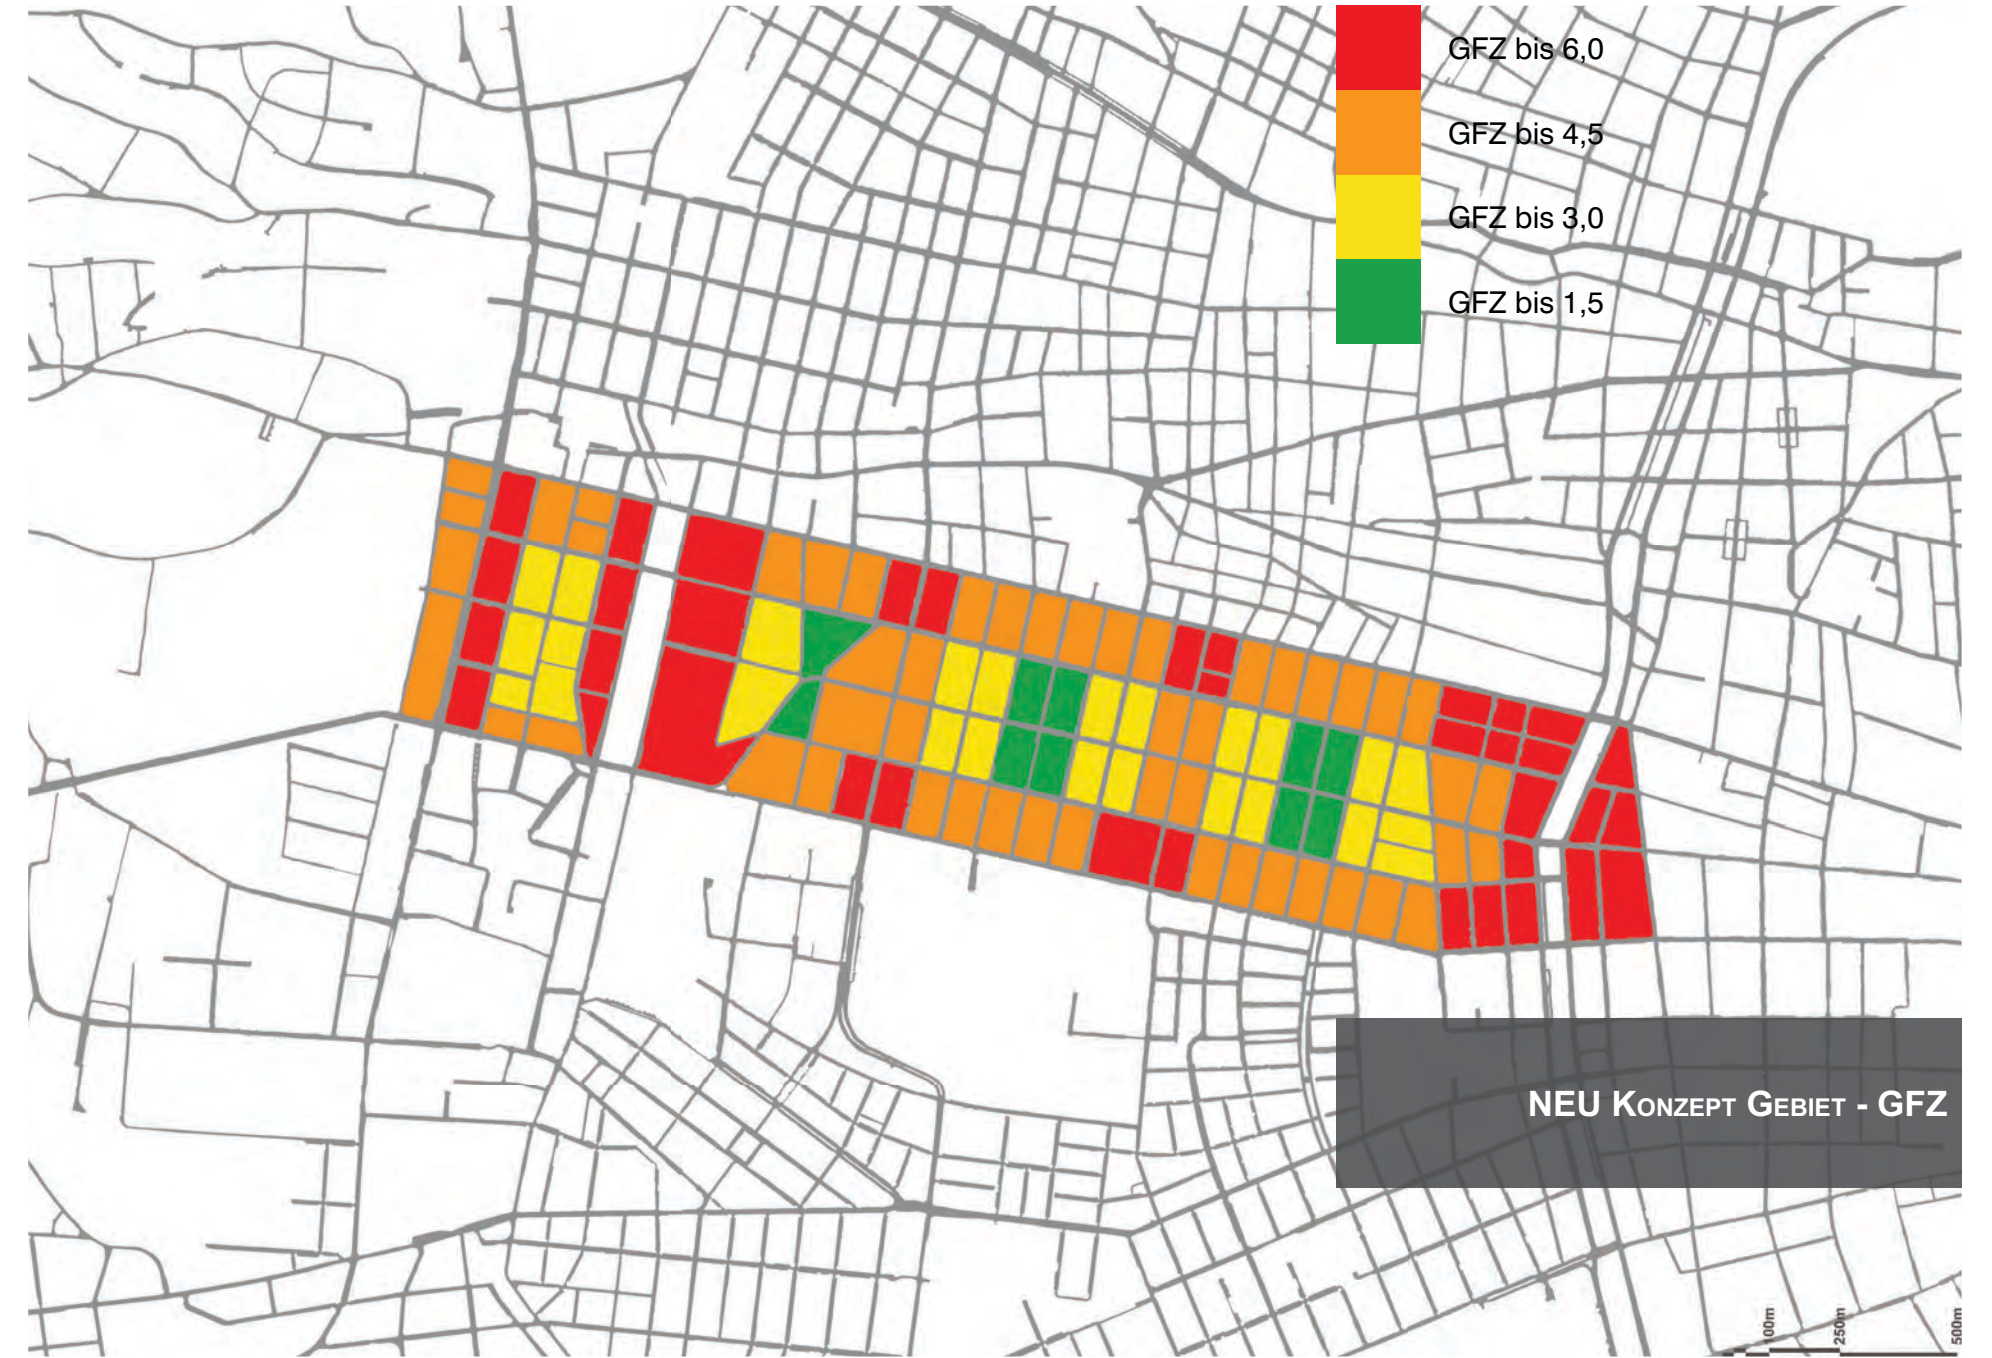 GFZ bis 6,0
GFZ bis 4,5
GFZ bis 3,0
GFZ bis 1,5
NEU KONZEPT GEBIET - GFZ
100m
250m
500m